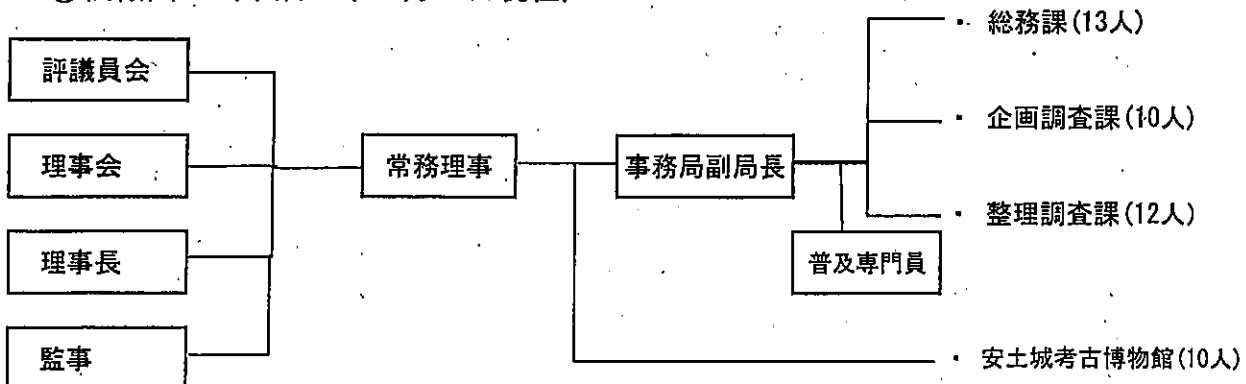 評議員会
理事会
理事長
監事
常務理事
事務局副局長
普及専門員
・ 総務課(13人)
・ 企画調査課(10人)
・ 整理調査課(12人)
・ 安土城考古博物館(10人)